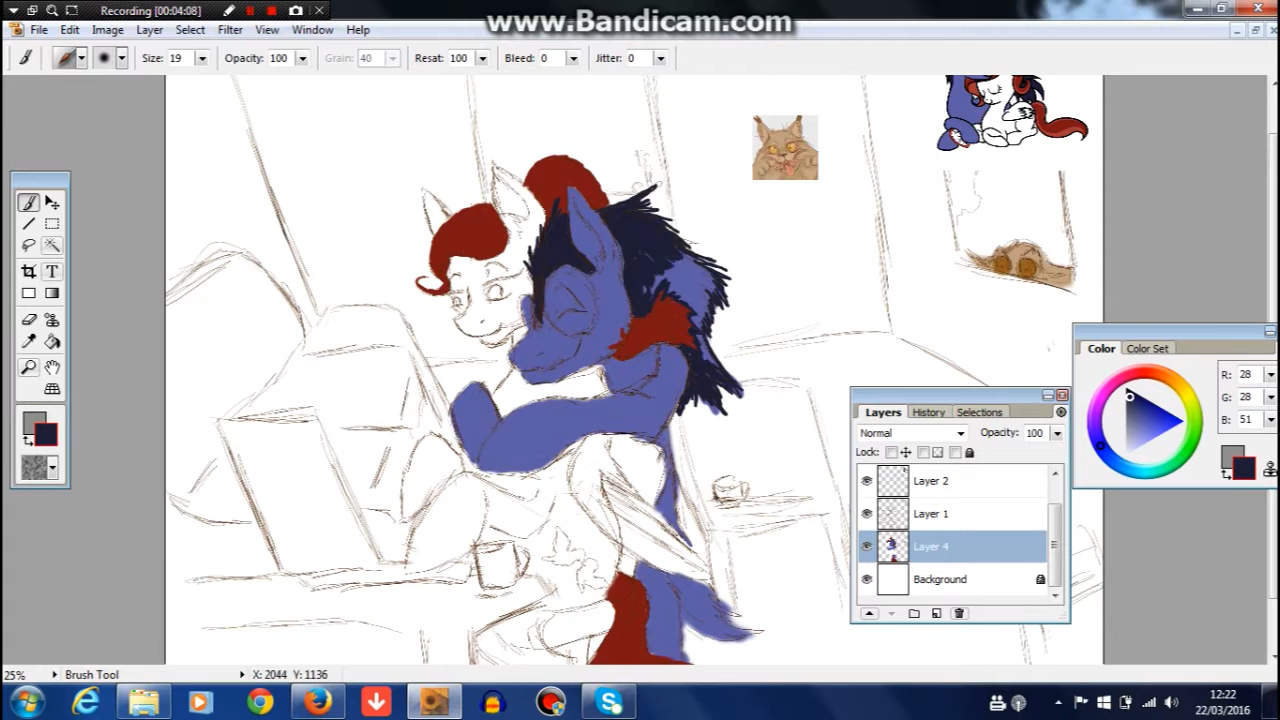 Recording [00:04:08]
www.Bandicam.com
File Edit Image Layer Select Filter View Window Help
Size: 19 Opacity: 100 Grain: 40 Resat: 100 Bleed: 0 Jitter: 0
T
Color Color Set
R: 28
G: 28
B: 51
Layers History Selections
Normal Opacity: 100
Lock:
Layer 2
Layer 1
Layer 4
Background
25% Brush Tool X: 2044 Y: 1136
12:22
22/03/2016